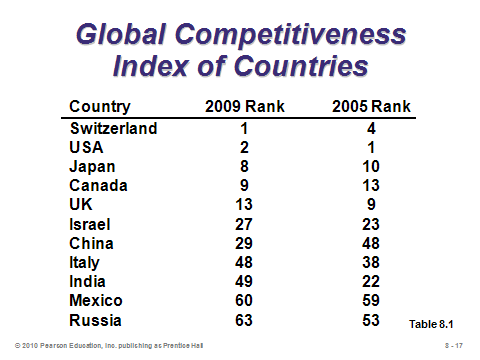 Global Competitiveness
Index of Countries
Country 2009 Rank 2005 Rank
Switzerland 1 4
USA 2 1
Japan 8 10
Canada 9 13
UK 13 9
Israel 27 23
China 29 48
Italy 48 38
India 49 22
Mexico 60 59
Russia 63 53
Table 8.1
© 2010 Pearson Education, Inc. publishing as Prentice Hall 8 - 17